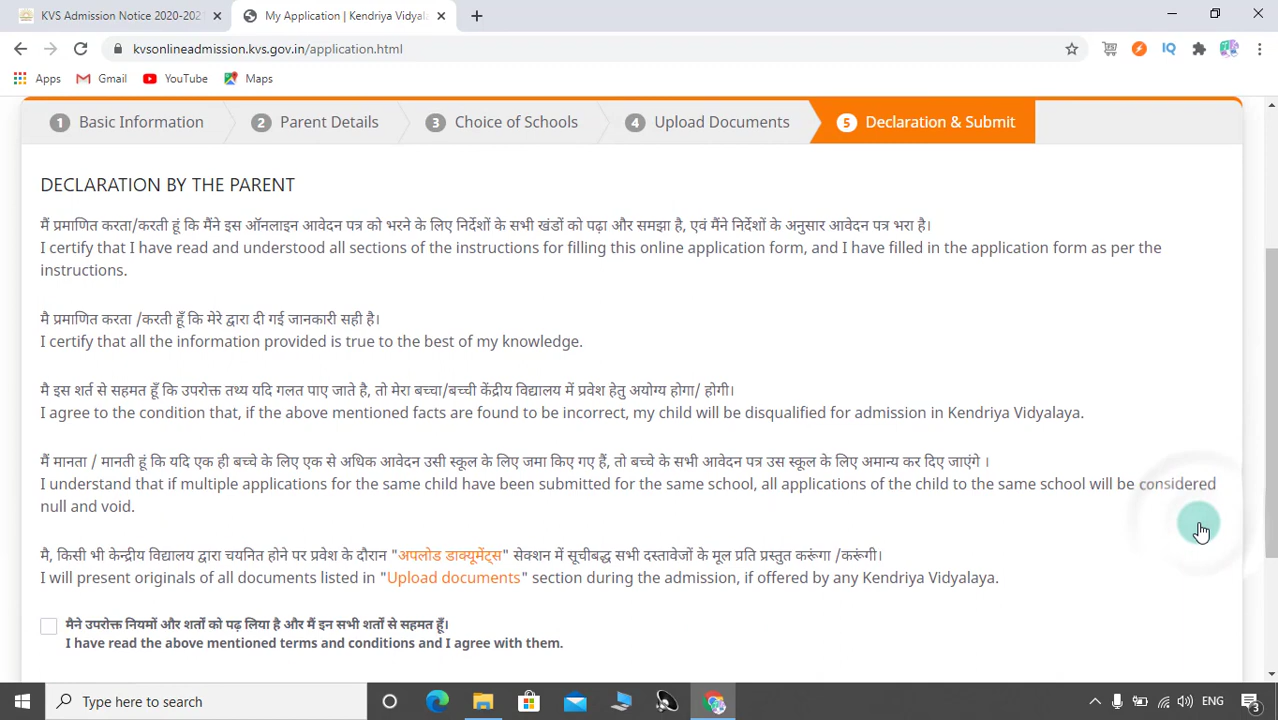 KVS Admission Notice 2020-2021
My Application | Kendriya Vidyala
kvsonlineadmission.kvs.gov.in/application.html
Apps Gmail YouTube Maps
1 Basic Information 2 Parent Details 3 Choice of Schools 4 Upload Documents 5 Declaration & Submit
DECLARATION BY THE PARENT
मैं प्रमाणित करता/करती हूं कि मैंने इस ऑनलाइन आवेदन पत्र को भरने के लिए निर्देशों के सभी खंडों को पढ़ा और समझा है, एवं मैंने निर्देशों के अनुसार आवेदन पत्र भरा है।
I certify that I have read and understood all sections of the instructions for filling this online application form, and I have filled in the application form as per the
instructions.
मै प्रमाणित करता /करती हूँ कि मेरे द्वारा दी गई जानकारी सही है।
I certify that all the information provided is true to the best of my knowledge.
मै इस शर्त से सहमत हूँ कि उपरोक्त तथ्य यदि गलत पाए जाते है, तो मेरा बच्चा/बच्ची केंद्रीय विद्यालय में प्रवेश हेतु अयोग्य होगा/ होगी।
I agree to the condition that, if the above mentioned facts are found to be incorrect, my child will be disqualified for admission in Kendriya Vidyalaya.
मैं मानता / मानती हूं कि यदि एक ही बच्चे के लिए एक से अधिक आवेदन उसी स्कूल के लिए जमा किए गए हैं, तो बच्चे के सभी आवेदन पत्र उस स्कूल के लिए अमान्य कर दिए जाएंगे ।
I understand that if multiple applications for the same child have been submitted for the same school, all applications of the child to the same school will be considered
null and void.
मै, किसी भी केन्द्रीय विद्यालय द्वारा चयनित होने पर प्रवेश के दौरान "अपलोड डाक्यूमेंट्स" सेक्शन में सूचीबद्ध सभी दस्तावेजों के मूल प्रति प्रस्तुत करूंगा /करूंगी।
I will present originals of all documents listed in "Upload documents" section during the admission, if offered by any Kendriya Vidyalaya.
मैने उपरोक्त नियमों और शर्तों को पढ़ लिया है और मैं इन सभी शर्तों से सहमत हूँ।
I have read the above mentioned terms and conditions and I agree with them.
Type here to search
ENG
3